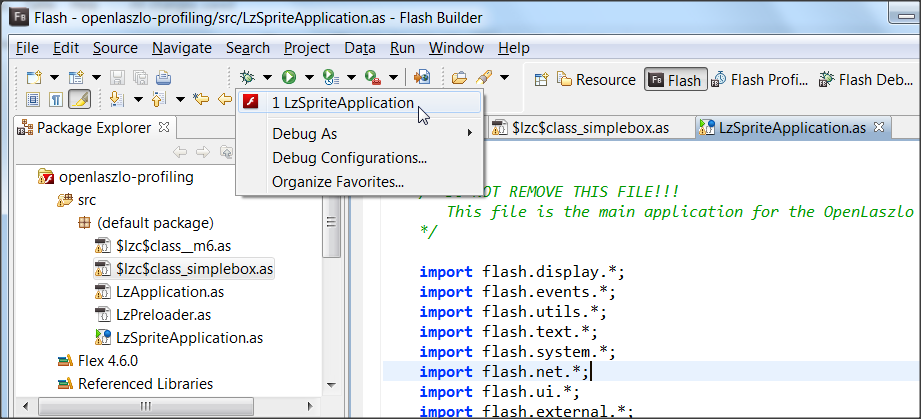 Flash - openlaszlo-profiling/src/LzSpriteApplication.as - Flash Builder
File Edit Source Navigate Search Project Data Run Window Help
Resource Flash Flash Profi... Flash Deb...
1 LzSpriteApplication
Debug As
Debug Configurations...
Organize Favorites...
Package Explorer
openlaszlo-profiling
src
(default package)
$lzc$class__m6.as
$lzc$class_simplebox.as
LzApplication.as
LzPreloader.as
LzSpriteApplication.as
Flex 4.6.0
Referenced Libraries
$lzc$class_simplebox.as LzSpriteApplication.as
NOT REMOVE THIS FILE!!!
This file is the main application for the OpenLaszlo
*/
import flash.display.*;
import flash.events.*;
import flash.utils.*;
import flash.text.*;
import flash.system.*;
import flash.net.*;
import flash.ui.*;
import flash.external.*;